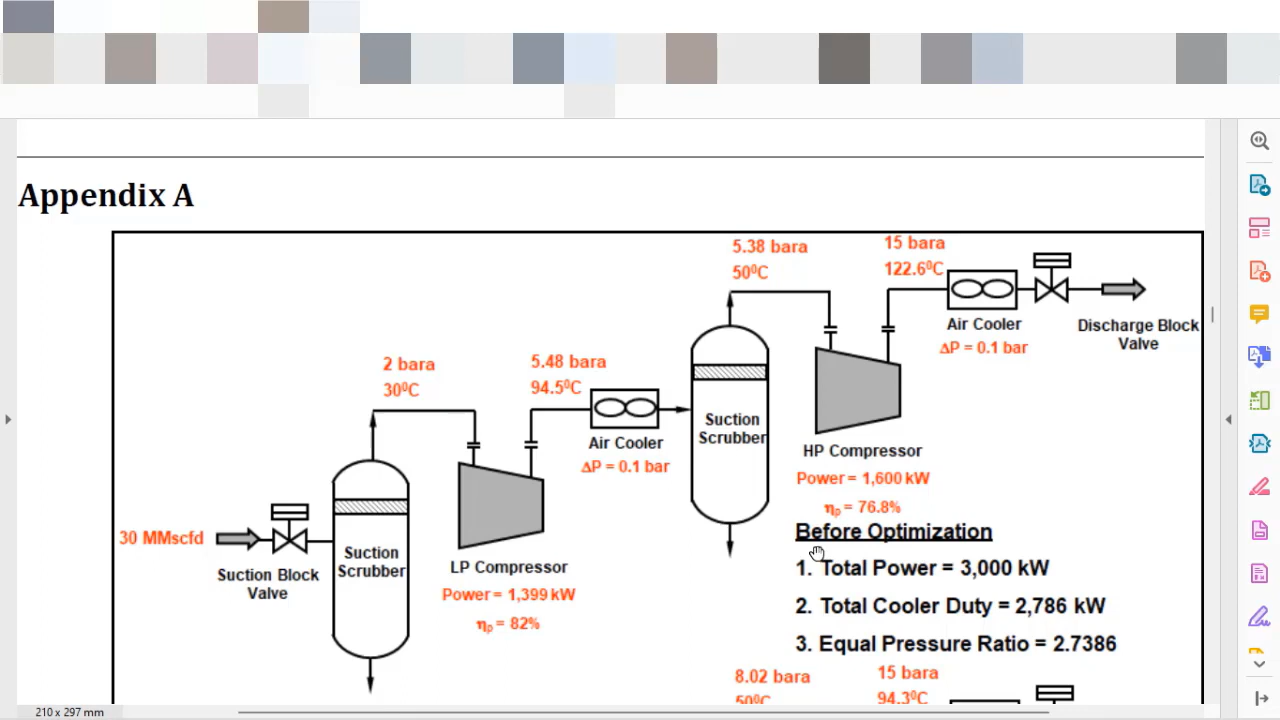 Appendix A
5.38 bara
50⁰C
15 bara
122.6⁰C
Air Cooler
ΔP = 0.1 bar
Discharge Block
Valve
2 bara
30⁰C
5.48 bara
94.5⁰C
Air Cooler
ΔP = 0.1 bar
Suction
Scrubber
HP Compressor
Power = 1,600 kW
ηp = 76.8%
30 MMscfd
Suction Block
Valve
Suction
Scrubber
LP Compressor
Power = 1,399 kW
ηp = 82%
Before Optimization
1. Total Power = 3,000 kW
2. Total Cooler Duty = 2,786 kW
3. Equal Pressure Ratio = 2.7386
8.02 bara
50⁰C
15 bara
94.3⁰C
210 x 297 mm